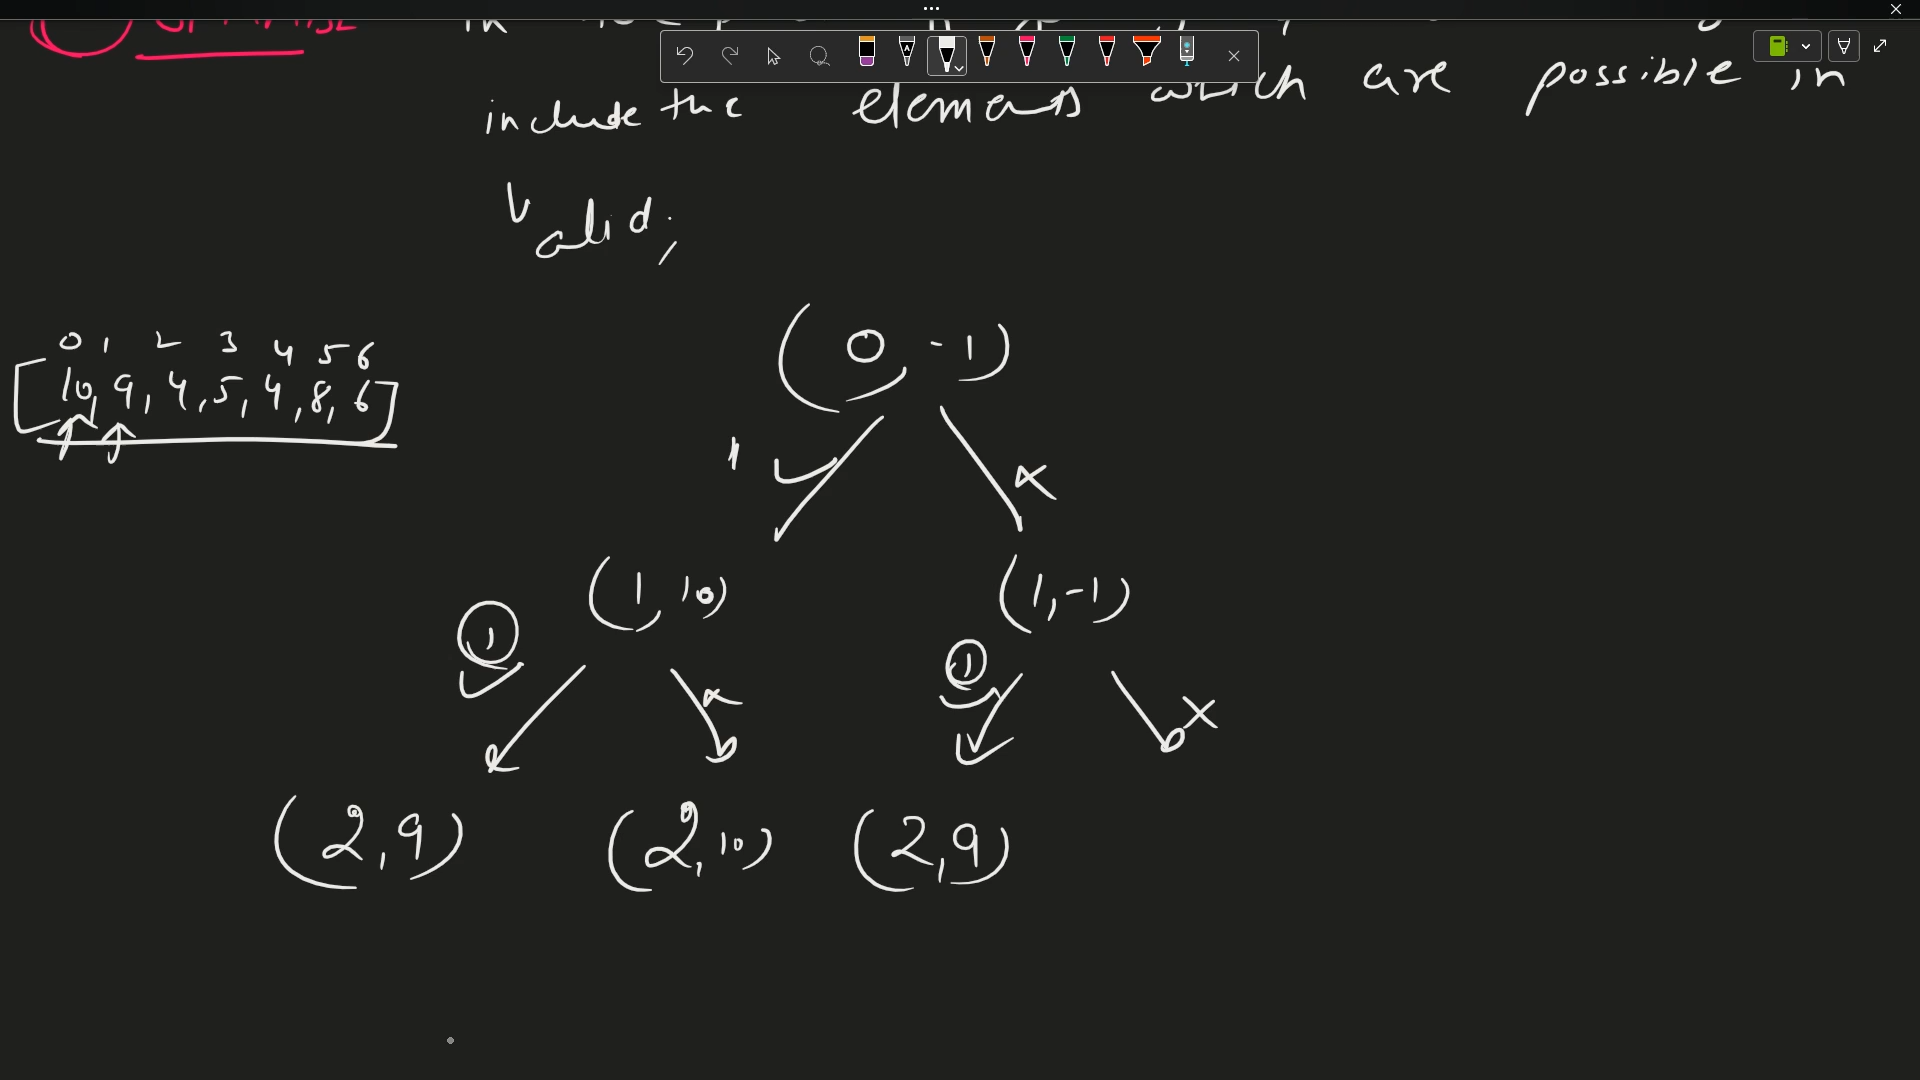 include the elements which are possible in
valid;
(0, -1)
0 1 2 3 4 5 6
[10, 9, 4, 5, 4, 8, 6]
1
(1, 10) (1, -1)
1 1
(2, 9) (2, 10) (2, 9)